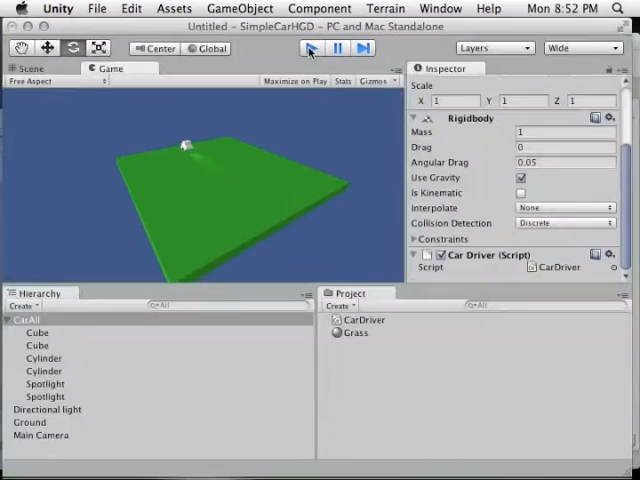 Unity File Edit Assets GameObject Component Terrain Window Help Mon 8:52 PM
Untitled - SimpleCarHGD - PC and Mac Standalone
Center Global Layers Wide
Scene Game Inspector
Free Aspect Maximize on Play Stats Gizmos
Scale
X 1 Y 1 Z 1
Rigidbody
Mass 1
Drag 0
Angular Drag 0.05
Use Gravity
Is Kinematic
Interpolate None
Collision Detection Discrete
Constraints
Car Driver (Script)
Script CarDriver
Hierarchy
Create All
CarAll
Cube
Cube
Cylinder
Cylinder
Spotlight
Spotlight
Directional light
Ground
Main Camera
Project
Create All
CarDriver
Grass